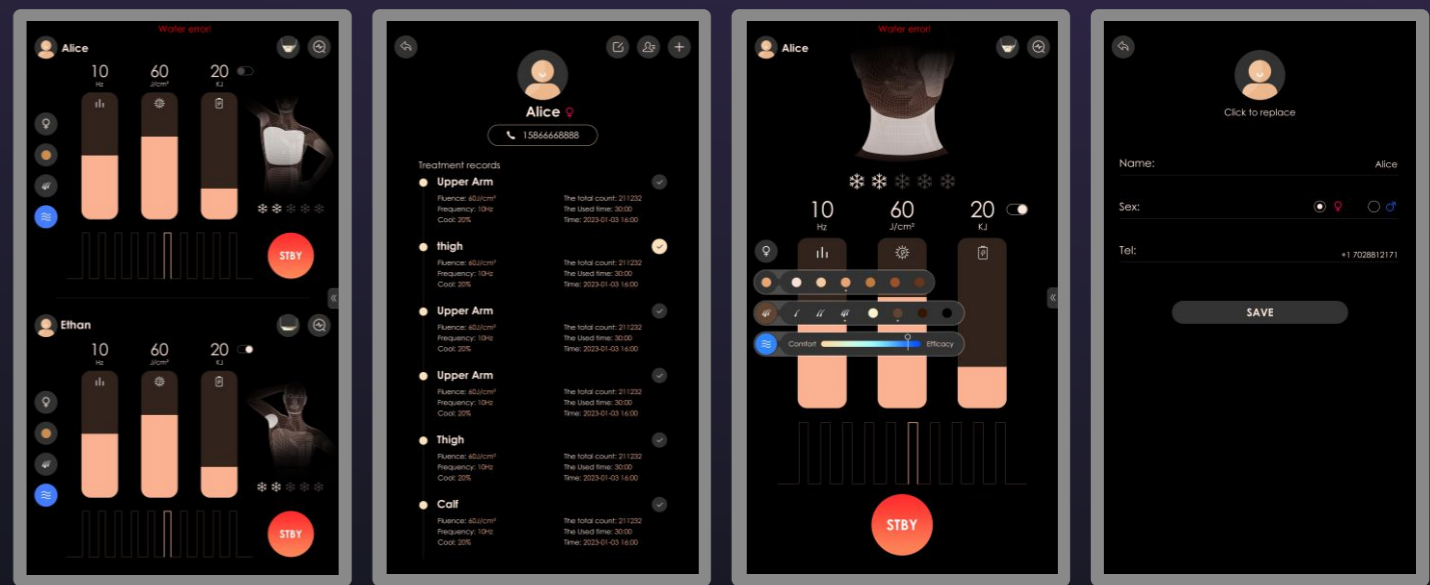 Water error!
Alice
10 60 20
Hz J/cm² KJ
STBY
Ethan
10 60 20
Hz J/cm² KJ
STBY
Alice
15866668888
Treatment records
Upper Arm
Fluence: 60J/cm² The total count: 211232
Frequency: 10Hz The Used time: 30:00
Cool: 20% Time: 2023-01-03 16:00
thigh
Fluence: 60J/cm² The total count: 211232
Frequency: 10Hz The Used time: 30:00
Cool: 20% Time: 2023-01-03 16:00
Upper Arm
Fluence: 60J/cm² The total count: 211232
Frequency: 10Hz The Used time: 30:00
Cool: 20% Time: 2023-01-03 16:00
Upper Arm
Fluence: 60J/cm² The total count: 211232
Frequency: 10Hz The Used time: 30:00
Cool: 20% Time: 2023-01-03 16:00
Thigh
Fluence: 60J/cm² The total count: 211232
Frequency: 10Hz The Used time: 30:00
Cool: 20% Time: 2023-01-03 16:00
Calf
Fluence: 60J/cm² The total count: 211232
Frequency: 10Hz The Used time: 30:00
Cool: 20% Time: 2023-01-03 16:00
Water error!
Alice
10 60 20
Hz J/cm² KJ
Comfort Efficacy
STBY
Click to replace
Name: Alice
Sex:
Tel: +1 7028812171
SAVE